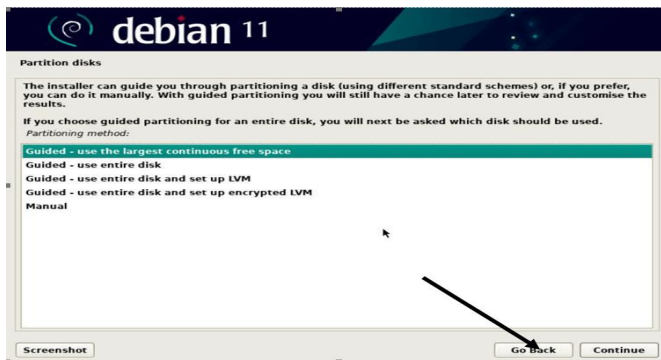 debian 11
Partition disks
The installer can guide you through partitioning a disk (using different standard schemes) or, if you prefer,
you can do it manually. With guided partitioning you will still have a chance later to review and customise the
results.
If you choose guided partitioning for an entire disk, you will next be asked which disk should be used.
Partitioning method:
Guided - use the largest continuous free space
Guided - use entire disk
Guided - use entire disk and set up LVM
Guided - use entire disk and set up encrypted LVM
Manual
Screenshot
Go Back
Continue